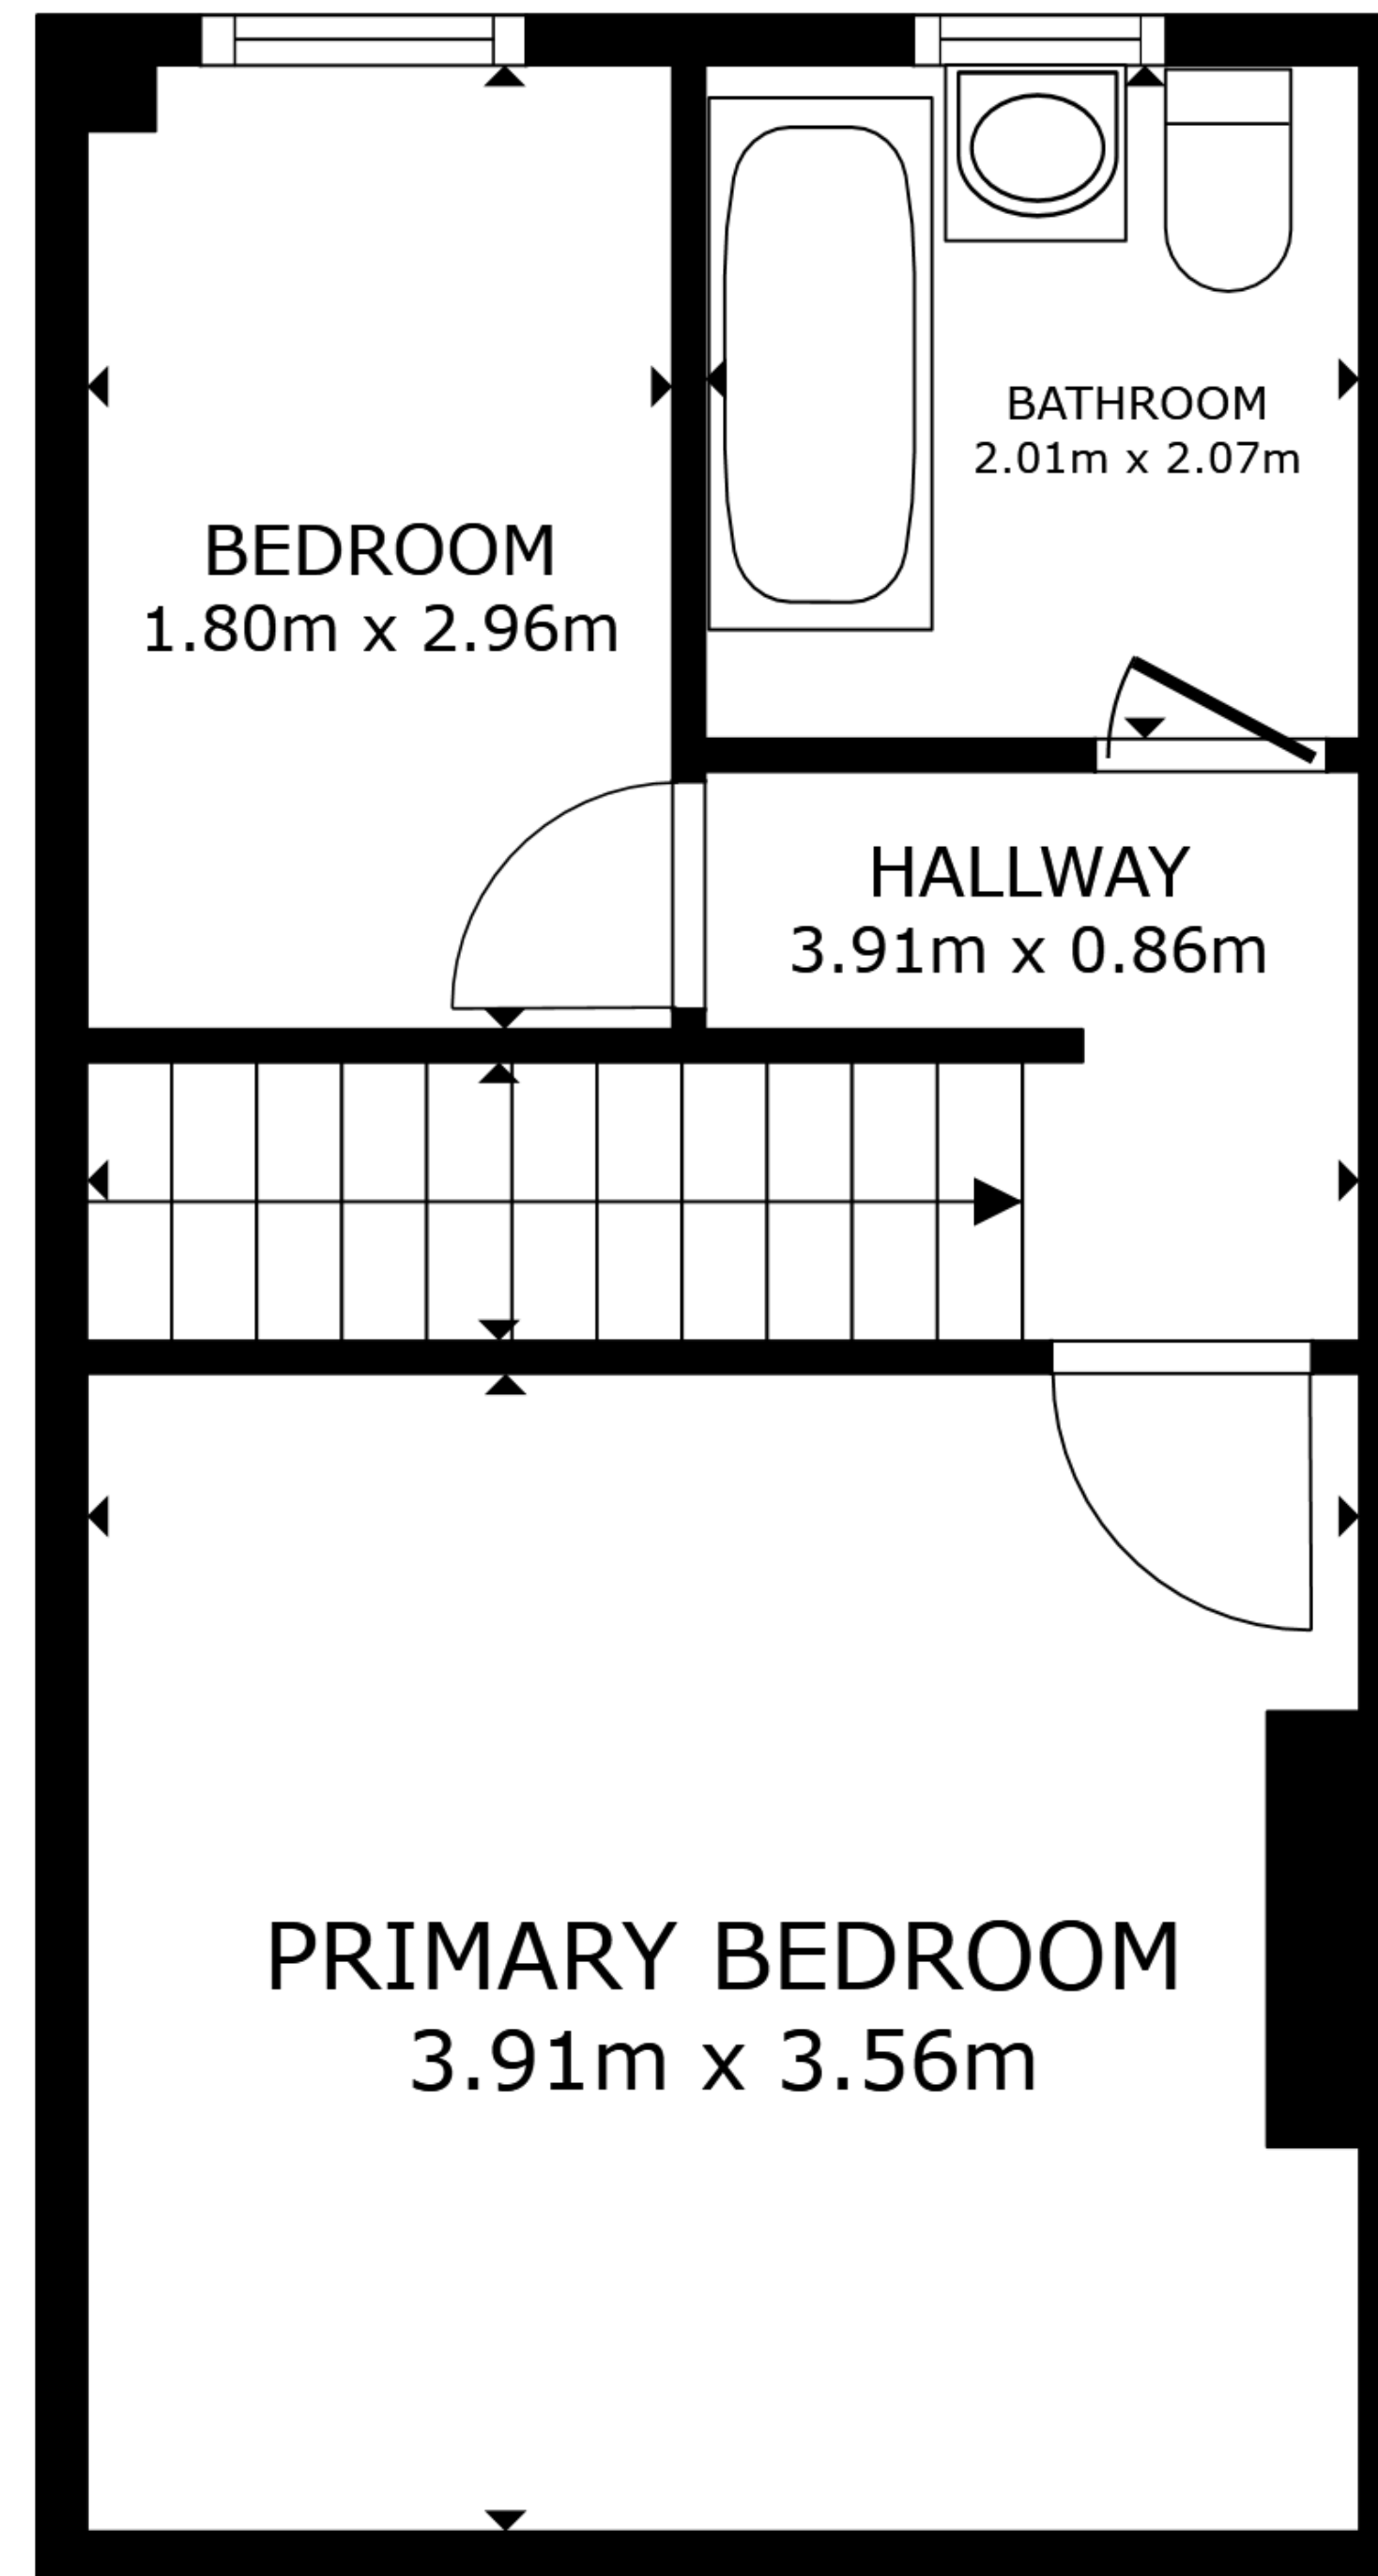 BATHROOM
2.01m x 2.07m
BEDROOM
1.80m x 2.96m
HALLWAY
3.91m x 0.86m
PRIMARY BEDROOM
3.91m x 3.56m